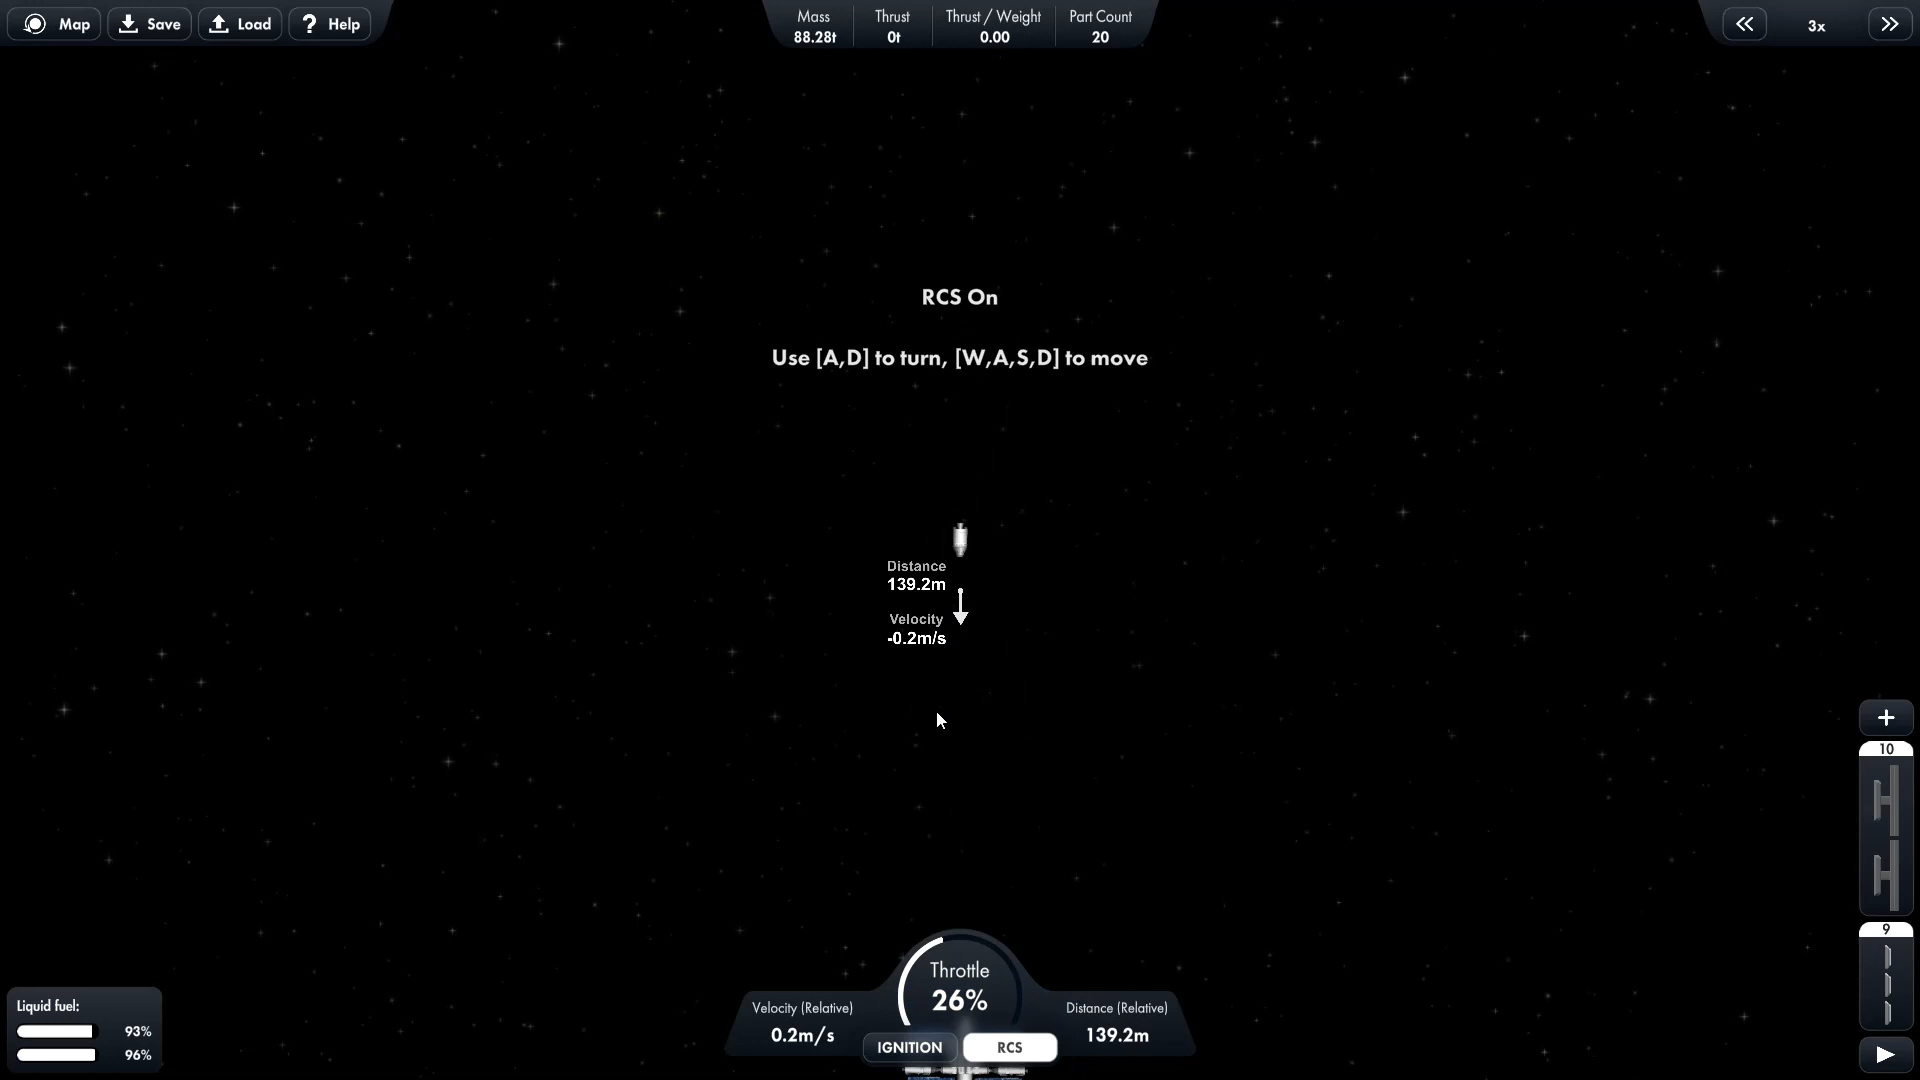 Map
Save
Load
? Help
Mass
88.28t
Thrust
0t
Thrust / Weight
0.00
Part Count
20
3x
RCS On
Use [A,D] to turn, [W,A,S,D] to move
Distance
139.2m
Velocity
-0.2m/s
10
9
Liquid fuel:
93%
96%
Throttle
26%
Velocity (Relative)
0.2m/s
Distance (Relative)
139.2m
IGNITION
RCS